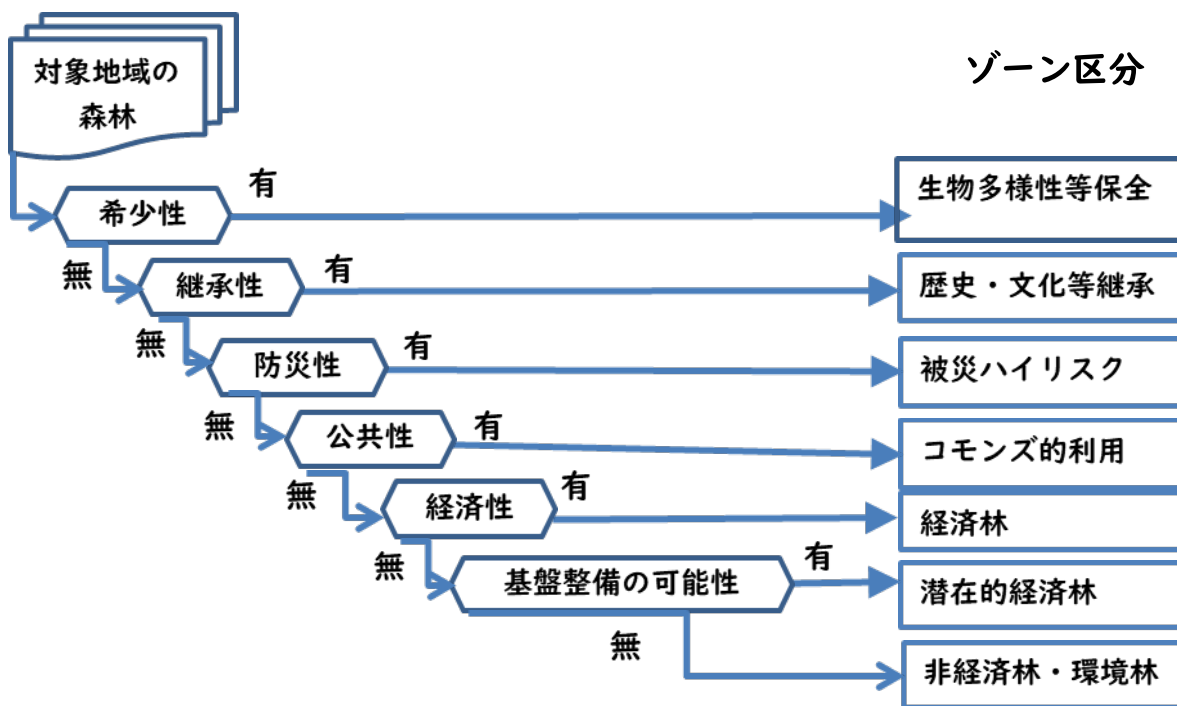 対象地域の
森林
ゾーン区分
希少性
有
生物多様性等保全
無
継承性
有
歴史・文化等継承
無
防災性
有
被災ハイリスク
無
公共性
有
コモンズ的利用
無
経済性
有
経済林
無
基盤整備の可能性
有
潜在的経済林
無
非経済林・環境林